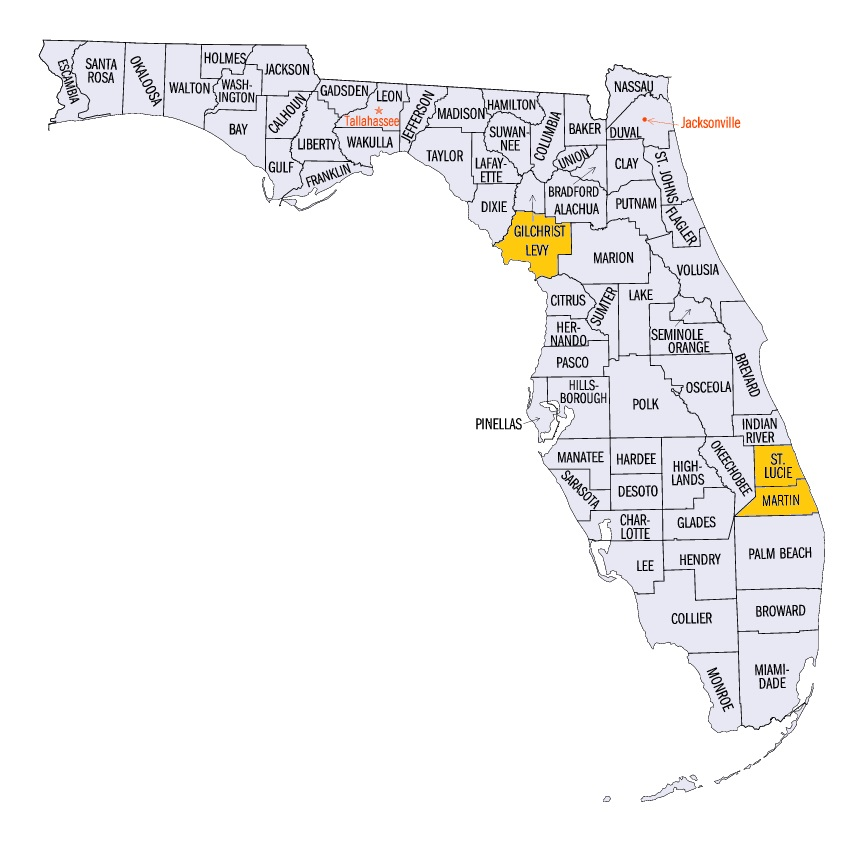 ESCAMBIA
SANTA
ROSA
OKALOOSA
WALTON
HOLMES
WASH-
INGTON
JACKSON
BAY
CALHOUN
GULF
LIBERTY
GADSDEN
LEON
Tallahassee
WAKULLA
FRANKLIN
JEFFERSON
MADISON
TAYLOR
HAMILTON
SUWAN-
NEE
LAFAY-
ETTE
DIXIE
COLUMBIA
BAKER
UNION
BRADFORD
ALACHUA
GILCHRIST
LEVY
NASSAU
DUVAL
Jacksonville
CLAY
ST. JOHNS
PUTNAM
FLAGLER
MARION
VOLUSIA
CITRUS
SUMTER
LAKE
HER-
NANDO
SEMINOLE
ORANGE
PASCO
BREVARD
HILLS-
BOROUGH
PINELLAS
POLK
OSCEOLA
INDIAN
RIVER
MANATEE
HARDEE
HIGH-
LANDS
OKEECHOBEE
ST.
LUCIE
SARASOTA
DESOTO
MARTIN
CHAR-
LOTTE
GLADES
LEE
HENDRY
PALM BEACH
COLLIER
BROWARD
MONROE
MIAMI-
DADE